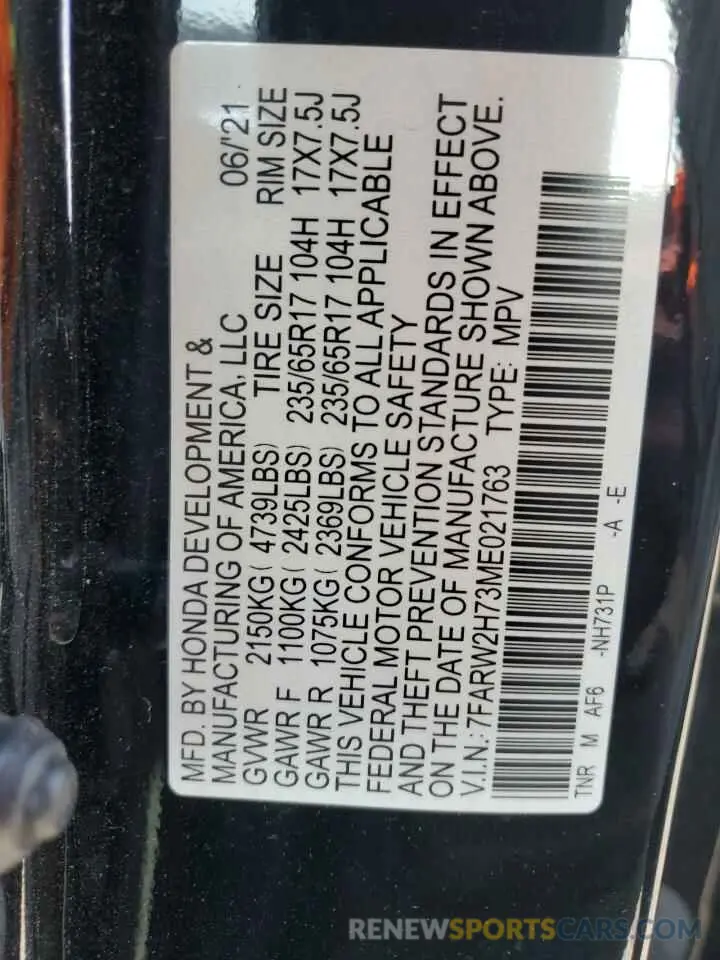 MFD. BY HONDA DEVELOPMENT &
MANUFACTURING OF AMERICA, LLC 06/"21
GVWR 2150KG( 4739LBS) TIRE SIZE RIM SIZE
GAWR F 1100KG( 2425LBS) 235/65R17 104H 17X7.5J
GAWR R 1075KG( 2369LBS) 235/65R17 104H 17X7.5J
THIS VEHICLE CONFORMS TO ALL APPLICABLE
FEDERAL MOTOR VEHICLE SAFETY
AND THEFT PREVENTION STANDARDS IN EFFECT
ON THE DATE OF MANUFACTURE SHOWN ABOVE.
V.I.N.: 7FARW2H73ME021763 TYPE: MPV
TNR M AF6 -NH731P -A -E
RENEWSPORTSCARS.COM